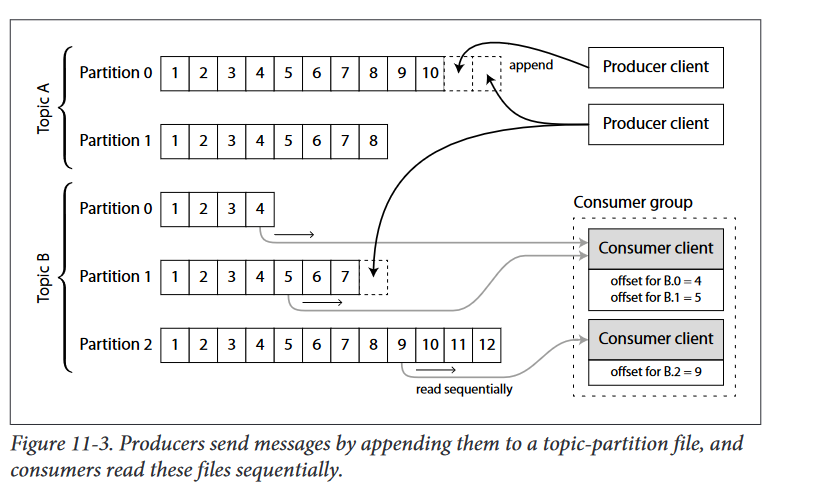 Topic A
Partition 0 1 2 3 4 5 6 7 8 9 10 append
Producer client
Producer client
Partition 1 1 2 3 4 5 6 7 8
Topic B
Partition 0 1 2 3 4
Partition 1 1 2 3 4 5 6 7
Partition 2 1 2 3 4 5 6 7 8 9 10 11 12
read sequentially
Consumer group
Consumer client
offset for B.0 = 4
offset for B.1 = 5
Consumer client
offset for B.2 = 9
Figure 11-3. Producers send messages by appending them to a topic-partition file, and
consumers read these files sequentially.